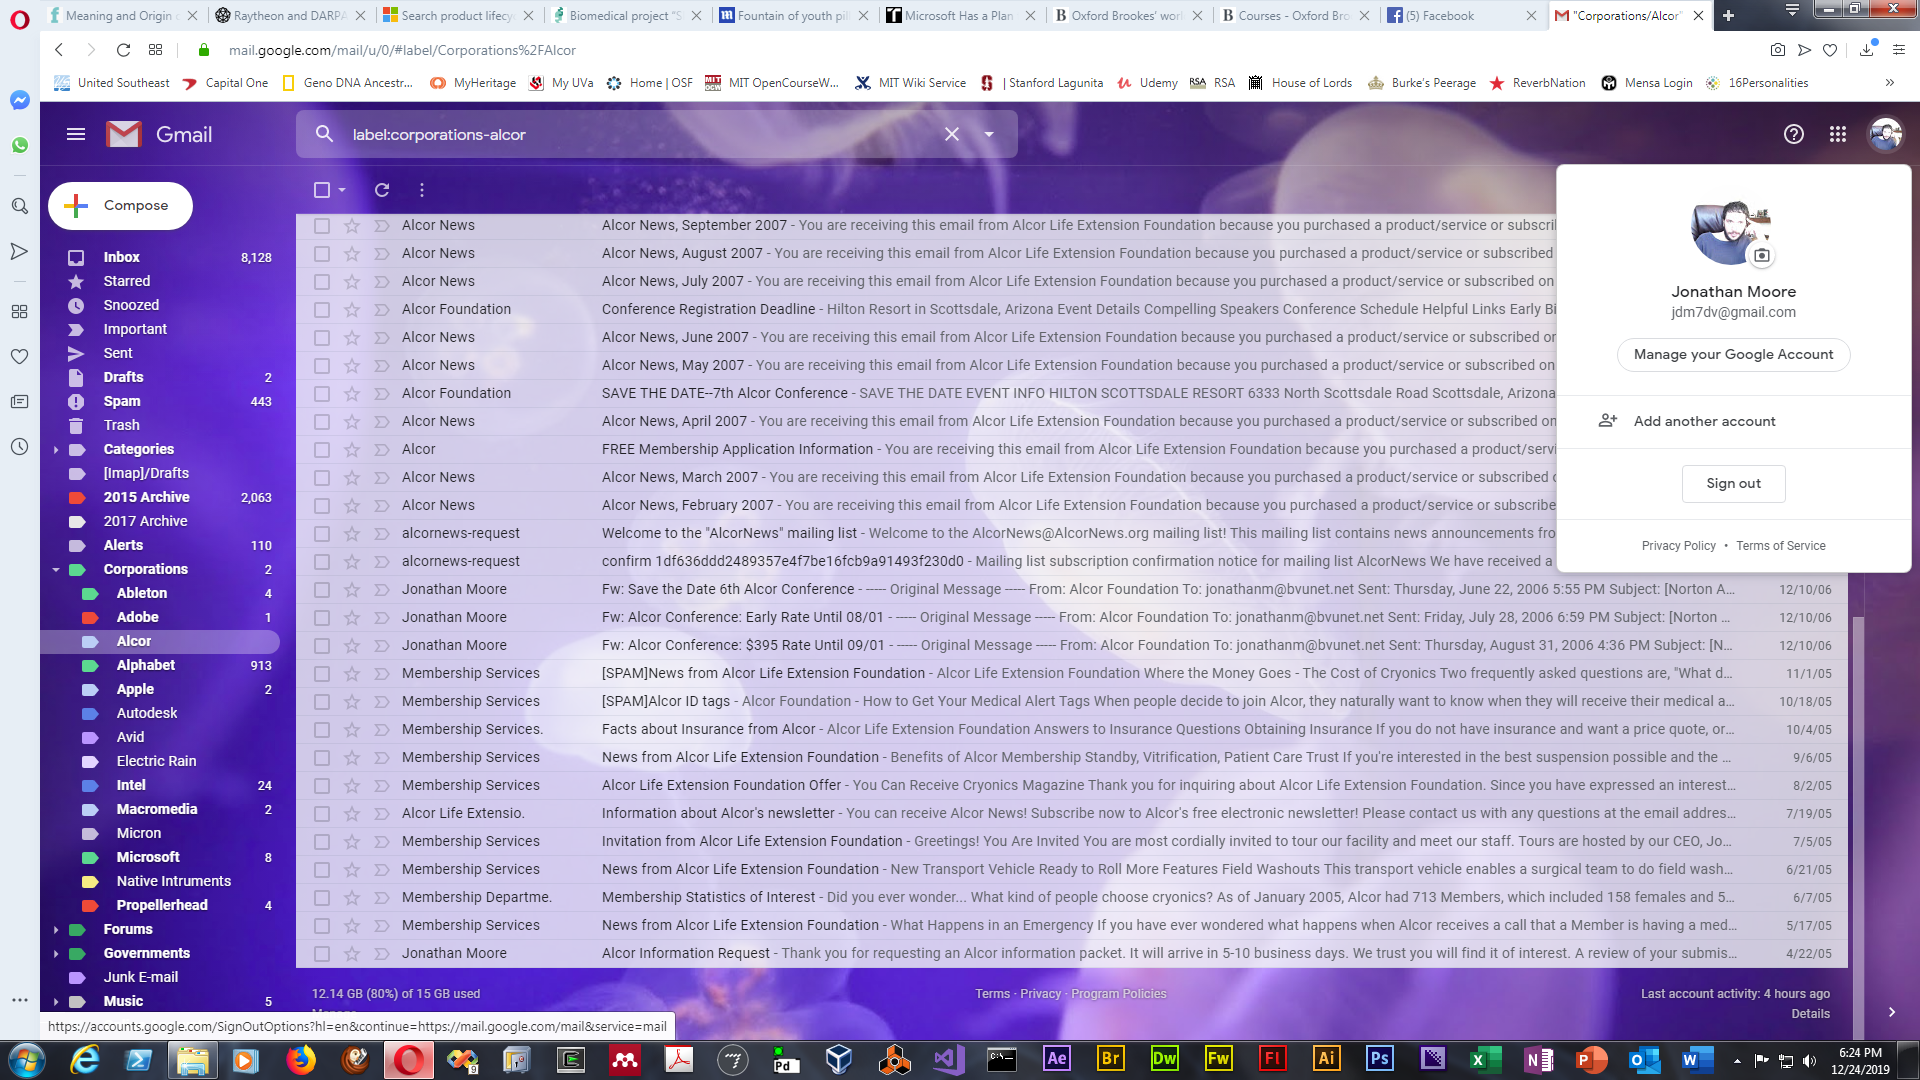 Meaning and Origin o
Raytheon and DARPA
Search product lifecy
Biomedical project "S
Fountain of youth pil
Microsoft Has a Plan
Oxford Brookes' worl
Courses - Oxford Bro
(5) Facebook
"Corporations/Alcor"
mail.google.com/mail/u/0/#label/Corporations%2FAlcor
United Southeast
Capital One
Geno DNA Ancestr...
MyHeritage
My UVa
Home | OSF
MIT OpenCourseW...
MIT Wiki Service
| Stanford Lagunita
Udemy
RSA
House of Lords
Burke's Peerage
ReverbNation
Mensa Login
16Personalities
»
Gmail
label:corporations-alcor
Compose
Inbox 8,128
Starred
Snoozed
Important
Sent
Drafts 2
Spam 443
Trash
Categories
[Imap]/Drafts
2015 Archive 2,063
2017 Archive
Alerts 110
Corporations 2
Ableton 4
Adobe 1
Alcor
Alphabet 913
Apple 2
Autodesk
Avid
Electric Rain
Intel 24
Macromedia 2
Micron
Microsoft 8
Native Intruments
Propellerhead 4
Forums
Governments
Junk E-mail
Music 5
Alcor News Alcor News, September 2007 - You are receiving this email from Alcor Life Extension Foundation because you purchased a product/service or subscri
Alcor News Alcor News, August 2007 - You are receiving this email from Alcor Life Extension Foundation because you purchased a product/service or subscribed
Alcor News Alcor News, July 2007 - You are receiving this email from Alcor Life Extension Foundation because you purchased a product/service or subscribed on
Alcor Foundation Conference Registration Deadline - Hilton Resort in Scottsdale, Arizona Event Details Compelling Speakers Conference Schedule Helpful Links Early Bi
Alcor News Alcor News, June 2007 - You are receiving this email from Alcor Life Extension Foundation because you purchased a product/service or subscribed on
Alcor News Alcor News, May 2007 - You are receiving this email from Alcor Life Extension Foundation because you purchased a product/service or subscribed on
Alcor Foundation SAVE THE DATE--7th Alcor Conference - SAVE THE DATE EVENT INFO HILTON SCOTTSDALE RESORT 6333 North Scottsdale Road Scottsdale, Arizona
Alcor News Alcor News, April 2007 - You are receiving this email from Alcor Life Extension Foundation because you purchased a product/service or subscribed on
Alcor FREE Membership Application Information - You are receiving this email from Alcor Life Extension Foundation because you purchased a product/servi
Alcor News Alcor News, March 2007 - You are receiving this email from Alcor Life Extension Foundation because you purchased a product/service or subscribed o
Alcor News Alcor News, February 2007 - You are receiving this email from Alcor Life Extension Foundation because you purchased a product/service or subscribed
alcornews-request Welcome to the "AlcorNews" mailing list - Welcome to the AlcorNews@AlcorNews.org mailing list! This mailing list contains news announcements fro
alcornews-request confirm 1df636ddd2489357e4f7be16fcb9a91493f230d0 - Mailing list subscription confirmation notice for mailing list AlcorNews We have received a
Jonathan Moore Fw: Save the Date 6th Alcor Conference - ----- Original Message ----- From: Alcor Foundation To: jonathanm@bvunet.net Sent: Thursday, June 22, 2006 5:55 PM Subject: [Norton A... 12/10/06
Jonathan Moore Fw: Alcor Conference: Early Rate Until 08/01 - ----- Original Message ----- From: Alcor Foundation To: jonathanm@bvunet.net Sent: Friday, July 28, 2006 6:59 PM Subject: [Norton ... 12/10/06
Jonathan Moore Fw: Alcor Conference: $395 Rate Until 09/01 - ----- Original Message ----- From: Alcor Foundation To: jonathanm@bvunet.net Sent: Thursday, August 31, 2006 4:36 PM Subject: [N... 12/10/06
Membership Services [SPAM]News from Alcor Life Extension Foundation - Alcor Life Extension Foundation Where the Money Goes - The Cost of Cryonics Two frequently asked questions are, "What d... 11/1/05
Membership Services [SPAM]Alcor ID tags - Alcor Foundation - How to Get Your Medical Alert Tags When people decide to join Alcor, they naturally want to know when they will receive their medical a... 10/18/05
Membership Services. Facts about Insurance from Alcor - Alcor Life Extension Foundation Answers to Insurance Questions Obtaining Insurance If you do not have insurance and want a price quote, or... 10/4/05
Membership Services News from Alcor Life Extension Foundation - Benefits of Alcor Membership Standby, Vitrification, Patient Care Trust If you're interested in the best suspension possible and the ... 9/6/05
Membership Services Alcor Life Extension Foundation Offer - You Can Receive Cryonics Magazine Thank you for inquiring about Alcor Life Extension Foundation. Since you have expressed an interest... 8/2/05
Alcor Life Extensio. Information about Alcor's newsletter - You can receive Alcor News! Subscribe now to Alcor's free electronic newsletter! Please contact us with any questions at the email addres... 7/19/05
Membership Services Invitation from Alcor Life Extension Foundation - Greetings! You Are Invited You are most cordially invited to tour our facility and meet our staff. Tours are hosted by our CEO, Jo... 7/5/05
Membership Services News from Alcor Life Extension Foundation - New Transport Vehicle Ready to Roll More Features Field Washouts This transport vehicle enables a surgical team to do field wash... 6/21/05
Membership Departme. Membership Statistics of Interest - Did you ever wonder... What kind of people choose cryonics? As of January 2005, Alcor had 713 Members, which included 158 females and 5... 6/7/05
Membership Services News from Alcor Life Extension Foundation - What Happens in an Emergency If you have ever wondered what happens when Alcor receives a call that a Member is having a med... 5/17/05
Jonathan Moore Alcor Information Request - Thank you for requesting an Alcor information packet. It will arrive in 5-10 business days. We trust you will find it of interest. A review of your submis... 4/22/05
Jonathan Moore
jdm7dv@gmail.com
Manage your Google Account
Add another account
Sign out
Privacy Policy • Terms of Service
12.14 GB (80%) of 15 GB used
Terms · Privacy · Program Policies
Last account activity: 4 hours ago
Details
https://accounts.google.com/SignOutOptions?hl=en&continue=https://mail.google.com/mail&service=mail
Pd
Ae
Br
Dw
Fw
Fl
Ai
Ps
6:24 PM
12/24/2019